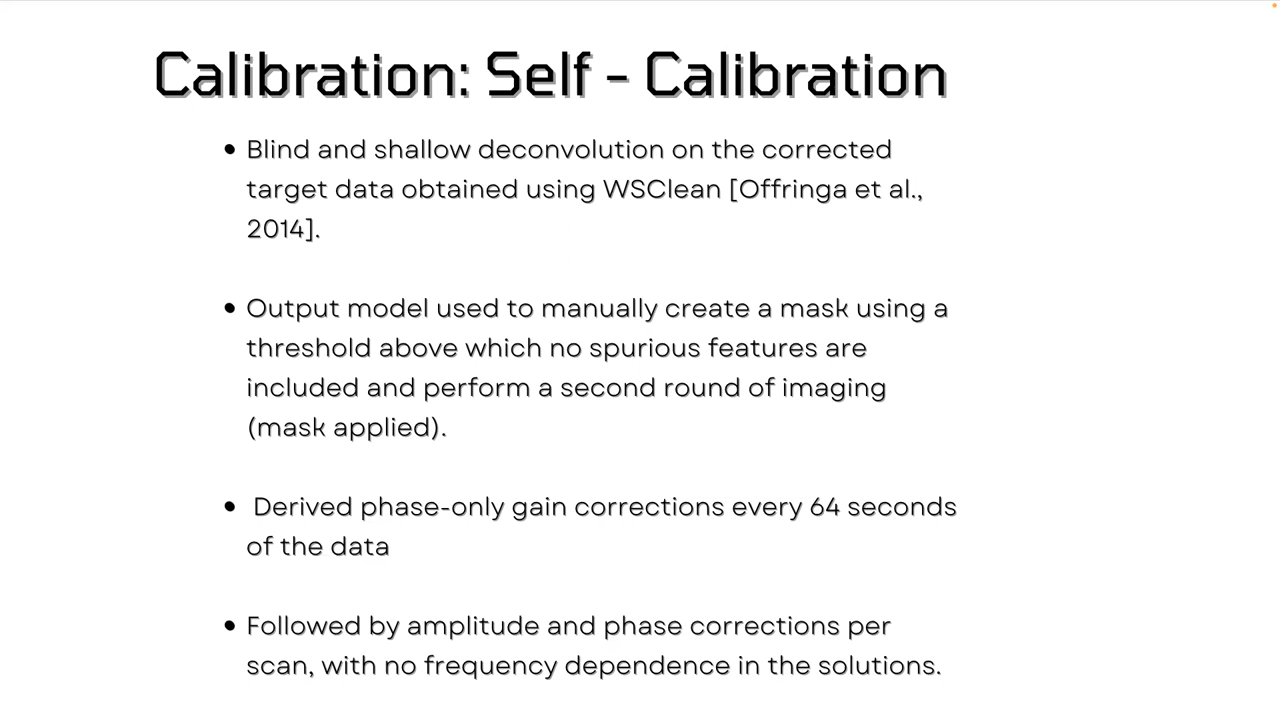 Calibration: Self - Calibration
• Blind and shallow deconvolution on the corrected
target data obtained using WSClean [Offringa et al.,
2014].
• Output model used to manually create a mask using a
threshold above which no spurious features are
included and perform a second round of imaging
(mask applied).
• Derived phase-only gain corrections every 64 seconds
of the data
• Followed by amplitude and phase corrections per
scan, with no frequency dependence in the solutions.